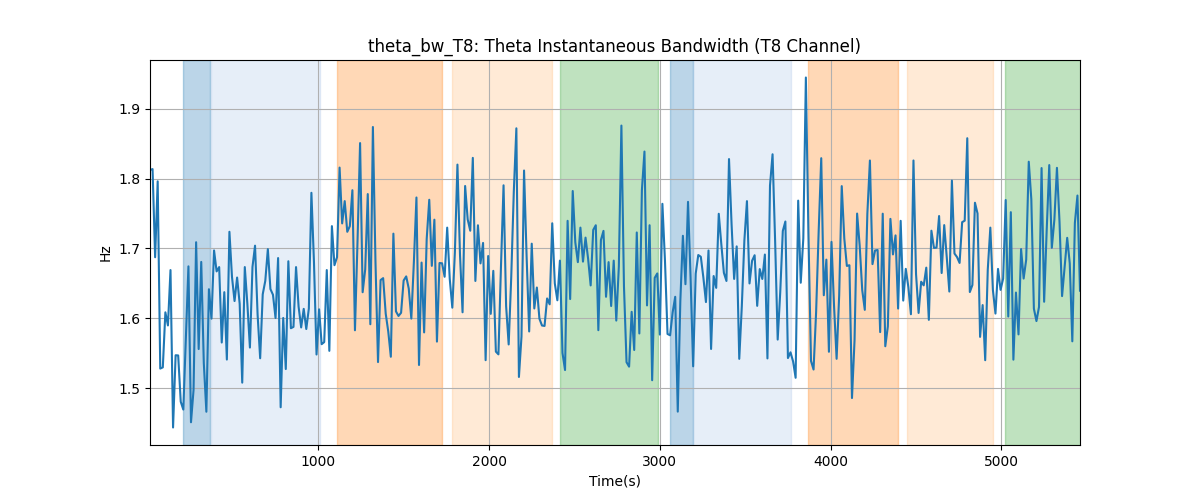 theta_bw_T8: Theta Instantaneous Bandwidth (T8 Channel)
1.9
1.8
1.7
1.6
1.5
Hz
1000 2000 3000 4000 5000
Time(s)